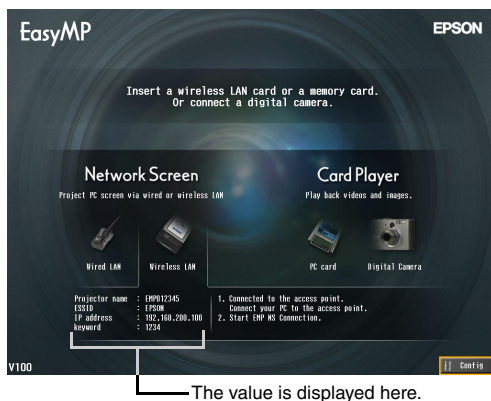 EasyMP
EPSON
Insert a wireless LAN card or a memory card.
Or connect a digital camera.
Network Screen
Project PC screen via wired or wireless LAN
Wired LAN
Wireless LAN
Card Player
Play back videos and images.
PC card
Digital Camera
Projector name : EMP012345
ESSID : EPSON
IP address : 192.168.200.100
keyword : 1234
1. Connected to the access point.
Connect your PC to the access point.
2. Start EMP NS Connection.
V100
Config
The value is displayed here.